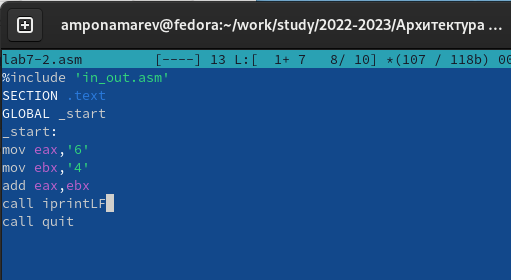 amponamarev@fedora:~/work/study/2022-2023/Архитектура ...
lab7-2.asm [----] 13 L:[ 1+ 7 8/ 10] *(107 / 118b) 00
%include 'in_out.asm'
SECTION .text
GLOBAL _start
_start:
mov eax,'6'
mov ebx,'4'
add eax,ebx
call iprintLF
call quit